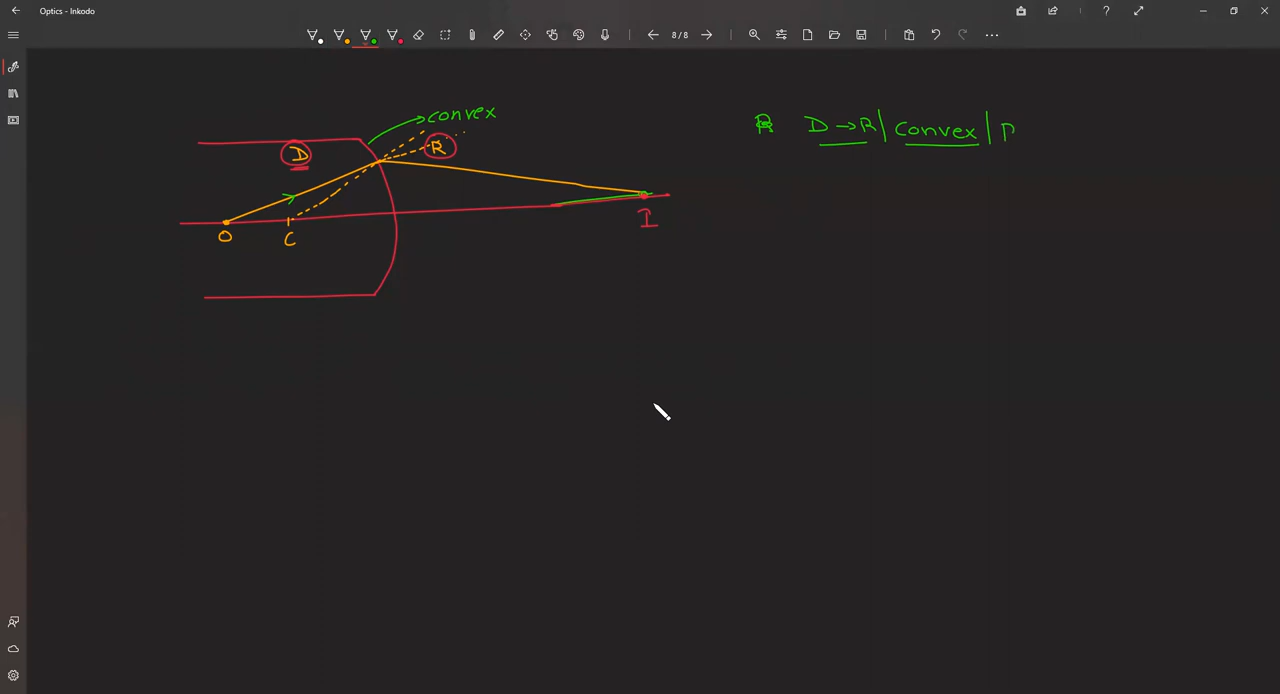 Optics - Inkodo
8/8
convex
D
R
O
C
I
D → R | Convex |